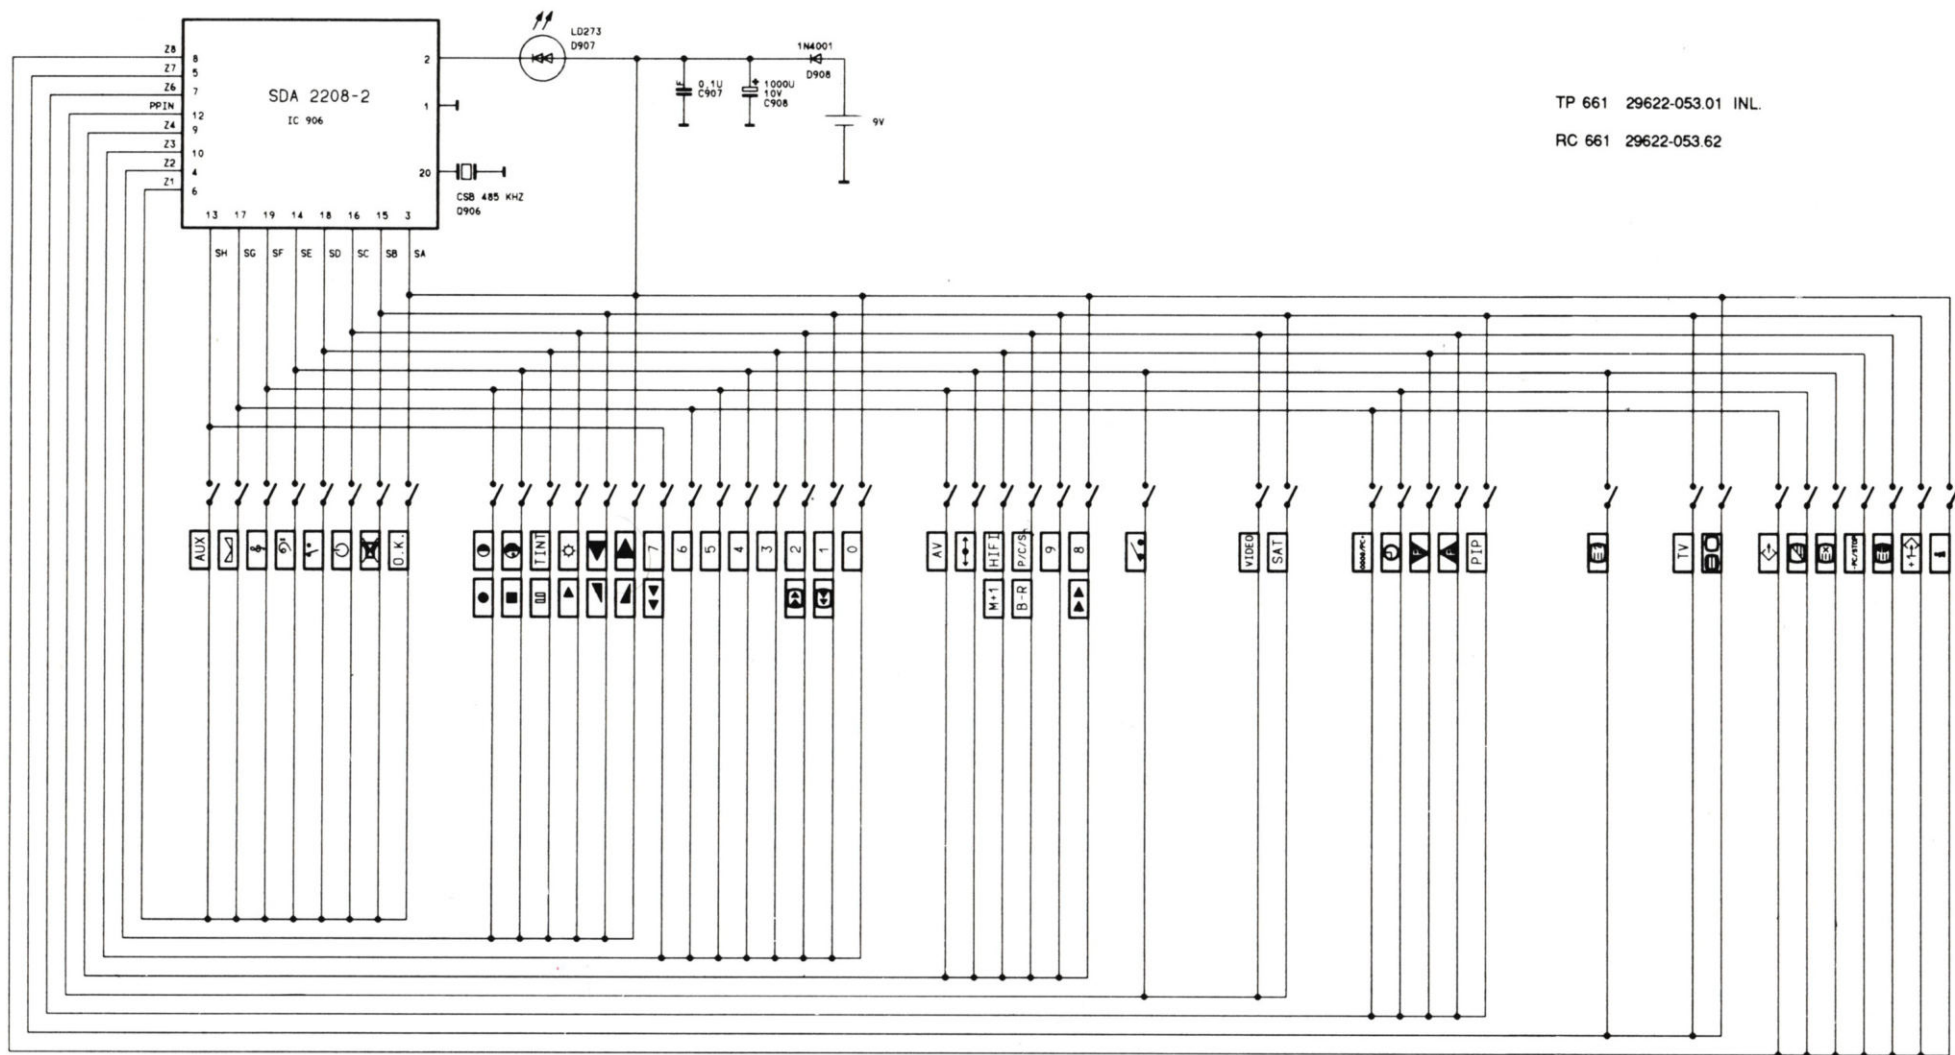 LD273
D907
1N4001
D908
0,1U
C907
1000U
10V
C908
9V
Z8
8
Z7
5
Z6
7
PPIN
12
Z4
9
Z3
10
Z2
4
Z1
6
SDA 2208-2
IC 906
2
1
20
CSB 485 KHZ
Q906
13 17 19 14 18 16 15 3
SH SG SF SE SD SC SB SA
TP 661 29622-053.01 INL.
RC 661 29622-053.62
AUX
O.K.
TINT
7
6
5
4
3
2
1
0
AV
HIFI
P/C/S
9
8
M+1
B-R
VIDEO
SAT
P
P
PIP
TV
-PC/STOP